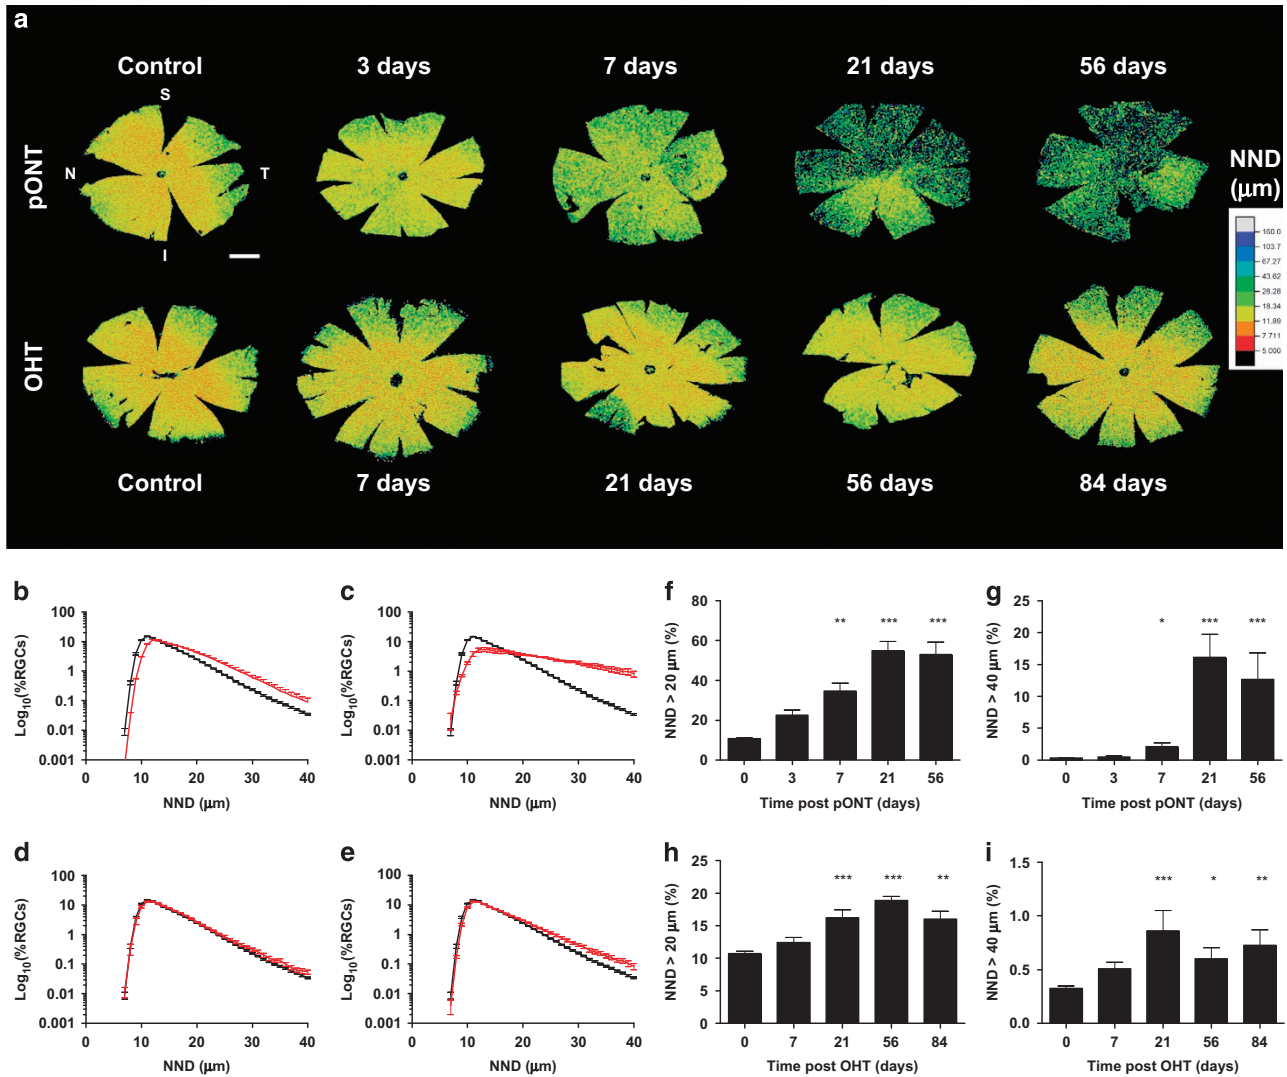 a
Control
3 days
7 days
21 days
56 days
S
N
T
I
pONT
NND
(μm)
160.0
103.7
67.27
43.62
28.28
18.34
11.89
7.711
5.000
OHT
Control
7 days
21 days
56 days
84 days
b
Log10(%RGCs)
100
10
1
0.1
0.01
0.001
0 10 20 30 40
NND (μm)
c
Log10(%RGCs)
100
10
1
0.1
0.01
0.001
0 10 20 30 40
NND (μm)
f
NND > 20 μm (%)
80
60
40
20
0
** *** ***
0 3 7 21 56
Time post pONT (days)
g
NND > 40 μm (%)
25
20
15
10
5
0
* *** ***
0 3 7 21 56
Time post pONT (days)
d
Log10(%RGCs)
100
10
1
0.1
0.01
0.001
0 10 20 30 40
NND (μm)
e
Log10(%RGCs)
100
10
1
0.1
0.01
0.001
0 10 20 30 40
NND (μm)
h
NND > 20 μm (%)
25
20
15
10
5
0
*** *** **
0 7 21 56 84
Time post OHT (days)
i
NND > 40 μm (%)
1.5
1.0
0.5
0.0
*** * **
0 7 21 56 84
Time post OHT (days)